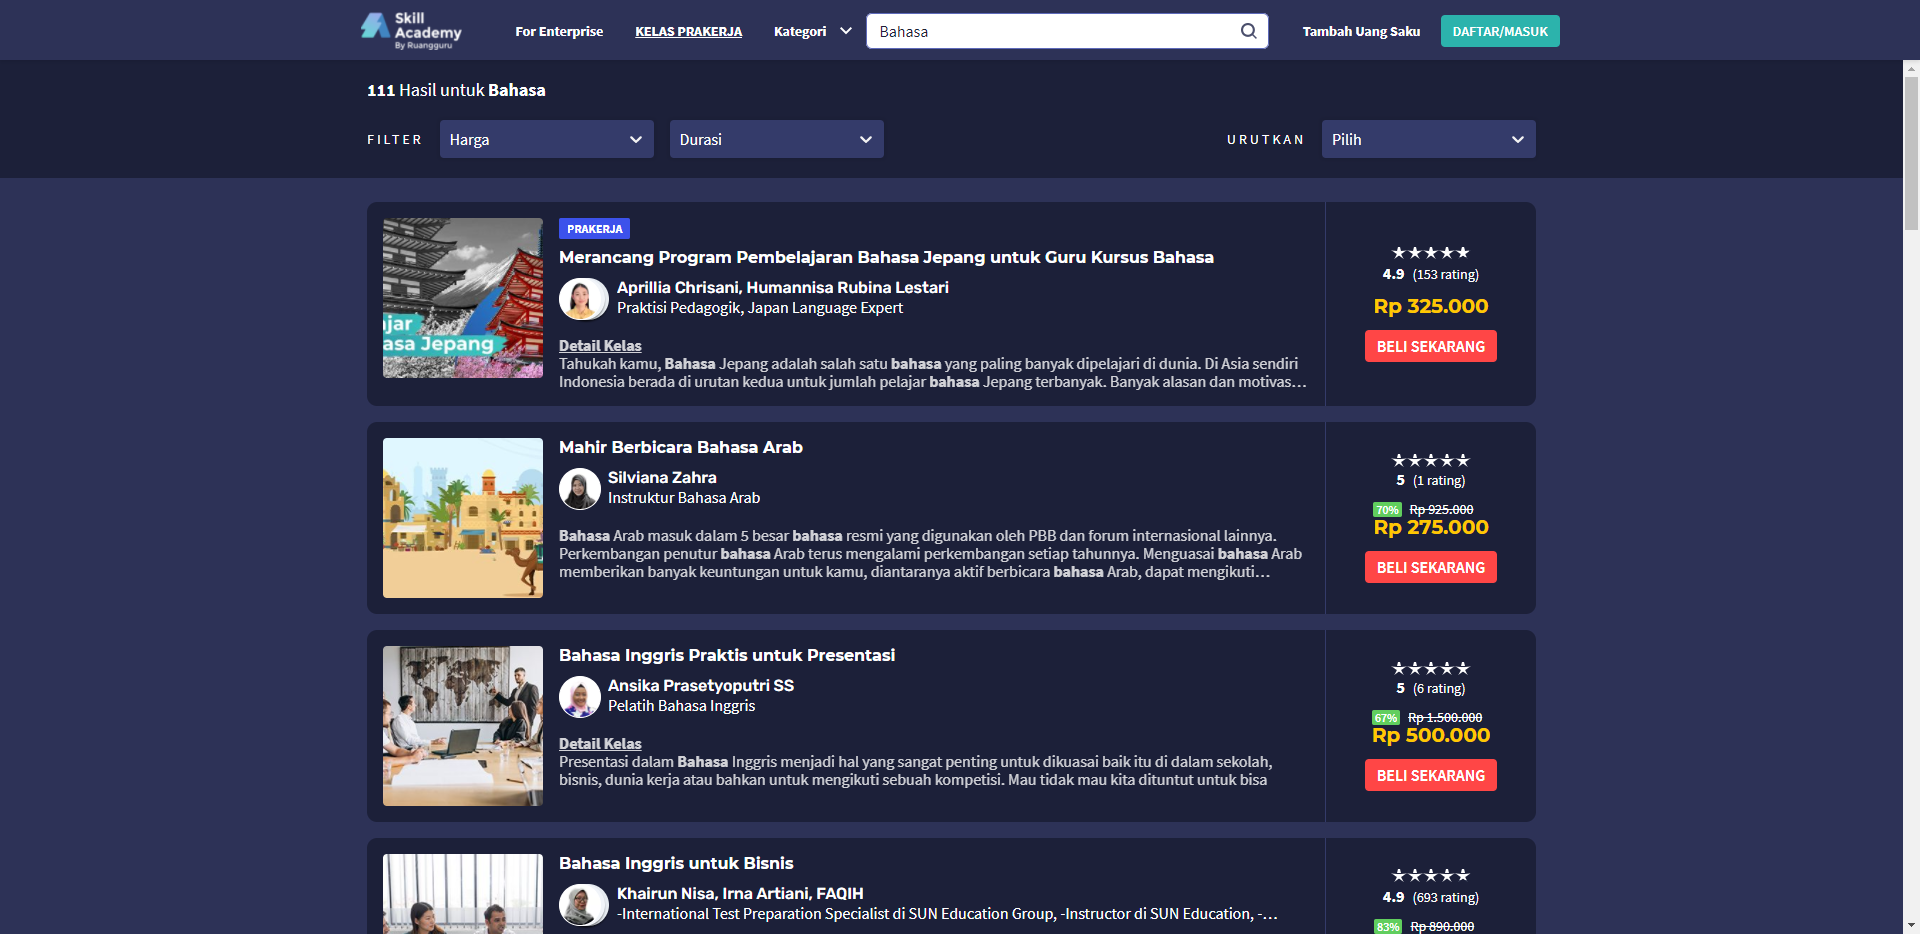 Skill
Academy
By Ruangguru
For Enterprise
KELAS PRAKERJA
Kategori
Bahasa
Tambah Uang Saku
DAFTAR/MASUK
111 Hasil untuk Bahasa
FILTER
Harga
Durasi
URUTKAN
Pilih
PRAKERJA
Merancang Program Pembelajaran Bahasa Jepang untuk Guru Kursus Bahasa
Aprillia Chrisani, Humannisa Rubina Lestari
Praktisi Pedagogik, Japan Language Expert
jar
asa Jepang
Detail Kelas
Tahukah kamu, Bahasa Jepang adalah salah satu bahasa yang paling banyak dipelajari di dunia. Di Asia sendiri
Indonesia berada di urutan kedua untuk jumlah pelajar bahasa Jepang terbanyak. Banyak alasan dan motivas...
4.9 (153 rating)
Rp 325.000
BELI SEKARANG
Mahir Berbicara Bahasa Arab
Silviana Zahra
Instruktur Bahasa Arab
Bahasa Arab masuk dalam 5 besar bahasa resmi yang digunakan oleh PBB dan forum internasional lainnya.
Perkembangan penutur bahasa Arab terus mengalami perkembangan setiap tahunnya. Menguasai bahasa Arab
memberikan banyak keuntungan untuk kamu, diantaranya aktif berbicara bahasa Arab, dapat mengikuti...
5 (1 rating)
70% Rp 925.000
Rp 275.000
BELI SEKARANG
Bahasa Inggris Praktis untuk Presentasi
Ansika Prasetyoputri SS
Pelatih Bahasa Inggris
Detail Kelas
Presentasi dalam Bahasa Inggris menjadi hal yang sangat penting untuk dikuasai baik itu di dalam sekolah,
bisnis, dunia kerja atau bahkan untuk mengikuti sebuah kompetisi. Mau tidak mau kita dituntut untuk bisa
5 (6 rating)
67% Rp 1.500.000
Rp 500.000
BELI SEKARANG
Bahasa Inggris untuk Bisnis
Khairun Nisa, Irna Artiani, FAQIH
-International Test Preparation Specialist di SUN Education Group, -Instructor di SUN Education, -...
4.9 (693 rating)
83% Rp 890.000